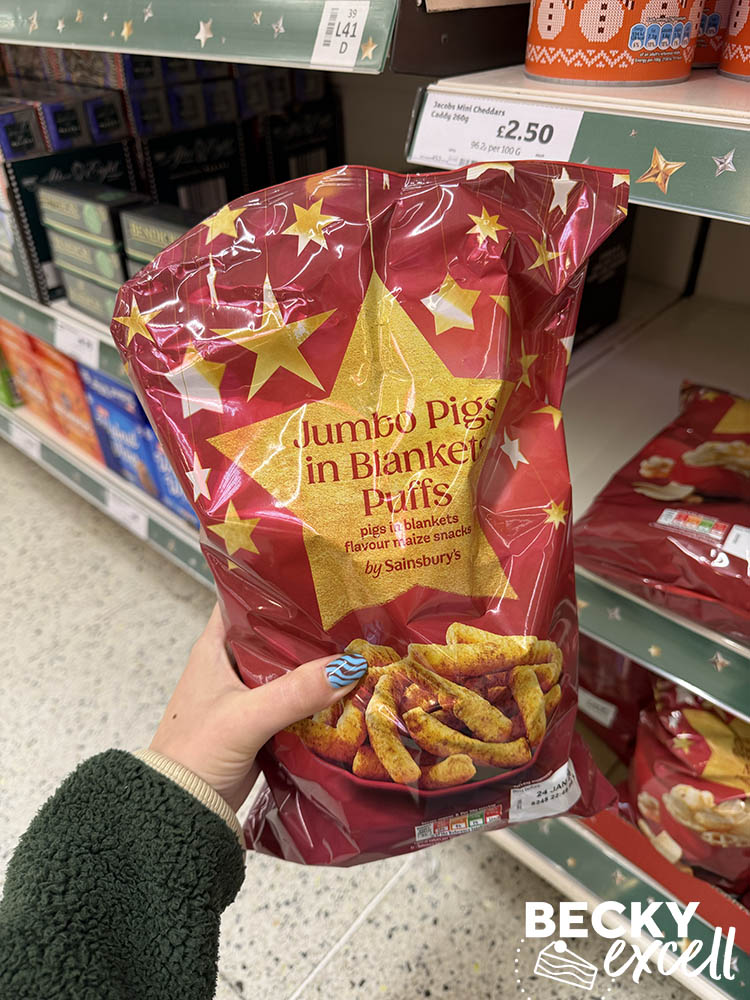 39
L41
D
Jacobs Mini Cheddars
Caddy 260g
£2.50
96.2p per 100 G
Jumbo Pigs
in Blankets
Puffs
pigs in blankets
flavour maize snacks
by Sainsbury's
24 JAN
BECKY
excell